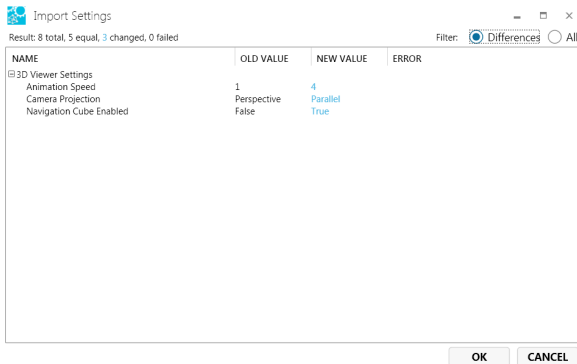 Import Settings
Result: 8 total, 5 equal, 3 changed, 0 failed
Filter: Differences All
NAME OLD VALUE NEW VALUE ERROR
3D Viewer Settings
Animation Speed 1 4
Camera Projection Perspective Parallel
Navigation Cube Enabled False True
OK CANCEL